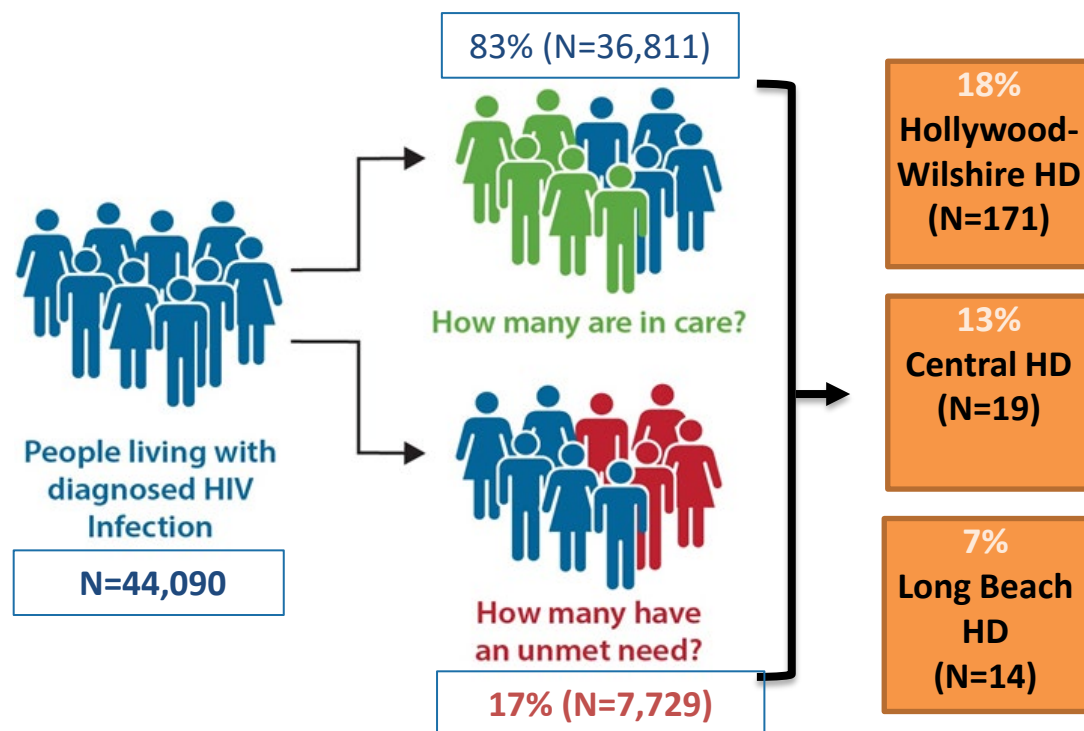 83% (N=36,811)
How many are in care?
People living with
diagnosed HIV
Infection
N=44,090
How many have
an unmet need?
17% (N=7,729)
18%
Hollywood-
Wilshire HD
(N=171)
13%
Central HD
(N=19)
7%
Long Beach
HD
(N=14)